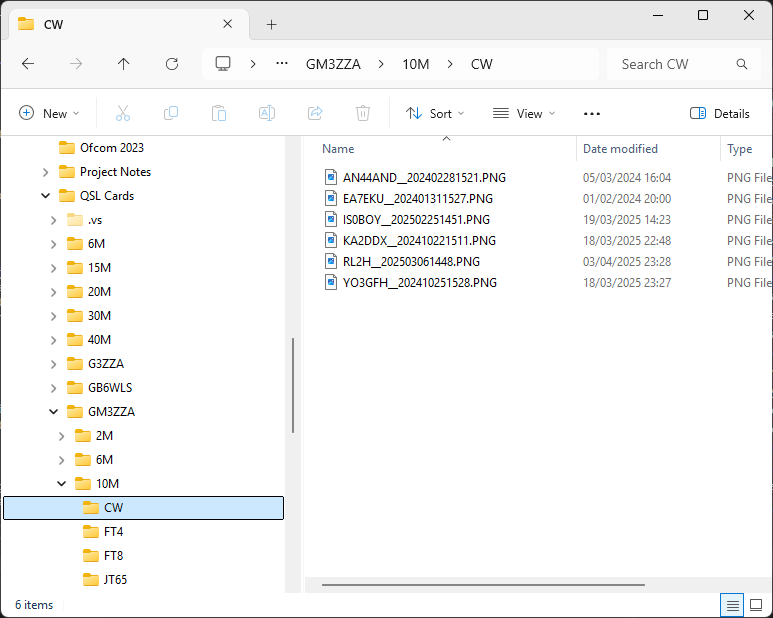 CW
GM3ZZA
10M
CW
Search CW
New
Sort
View
Details
Ofcom 2023
Project Notes
QSL Cards
.vs
6M
15M
20M
30M
40M
G3ZZA
GB6WLS
GM3ZZA
2M
6M
10M
CW
FT4
FT8
JT65
Name Date modified Type
AN44AND__202402281521.PNG 05/03/2024 16:04 PNG File
EA7EKU__202401311527.PNG 01/02/2024 20:00 PNG File
IS0BOY__202502251451.PNG 19/03/2025 14:23 PNG File
KA2DDX__202410221511.PNG 18/03/2025 22:48 PNG File
RL2H__202503061448.PNG 03/04/2025 23:28 PNG File
YO3GFH__202410251528.PNG 18/03/2025 23:27 PNG File
6 items